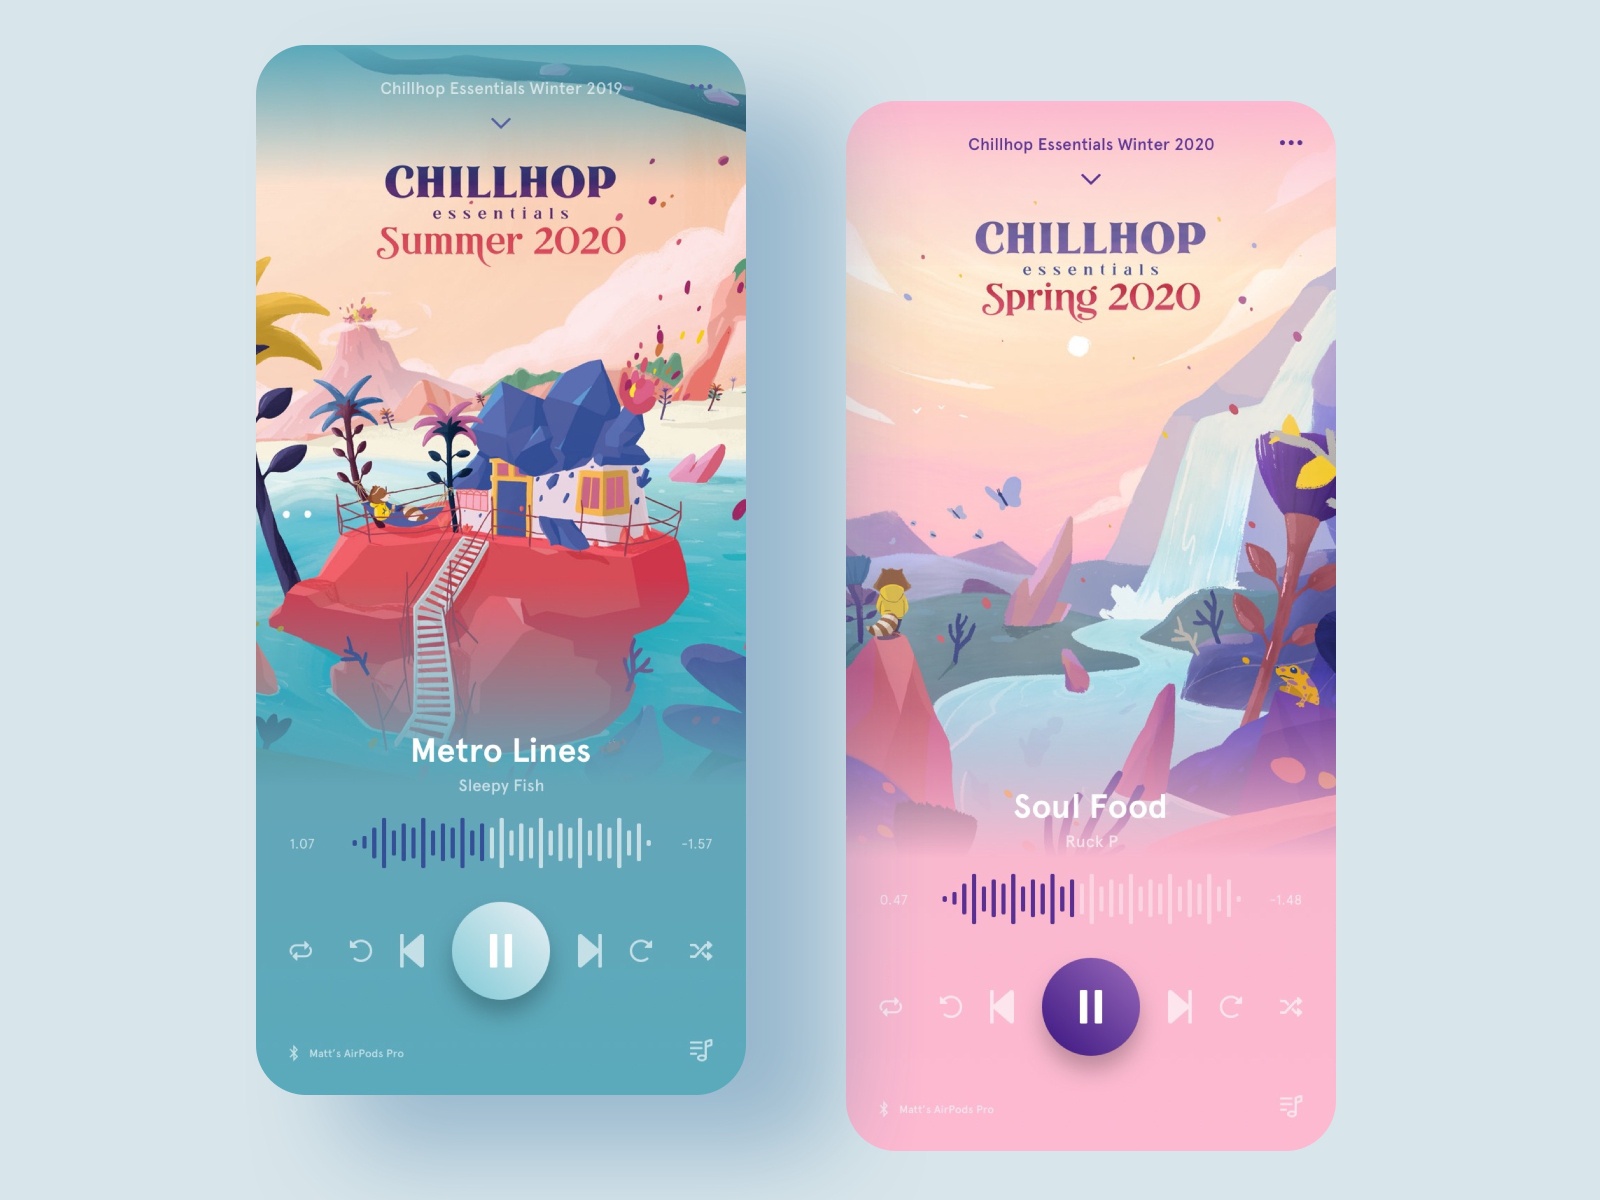 Chillhop Essentials Winter 2019
CHILLHOP
essentials
Summer 2020
Metro Lines
Sleepy Fish
1.07
-1.57
Matt's AirPods Pro
Chillhop Essentials Winter 2020
CHILLHOP
essentials
Spring 2020
Soul Food
Ruck P
0.47
-1.48
Matt's AirPods Pro